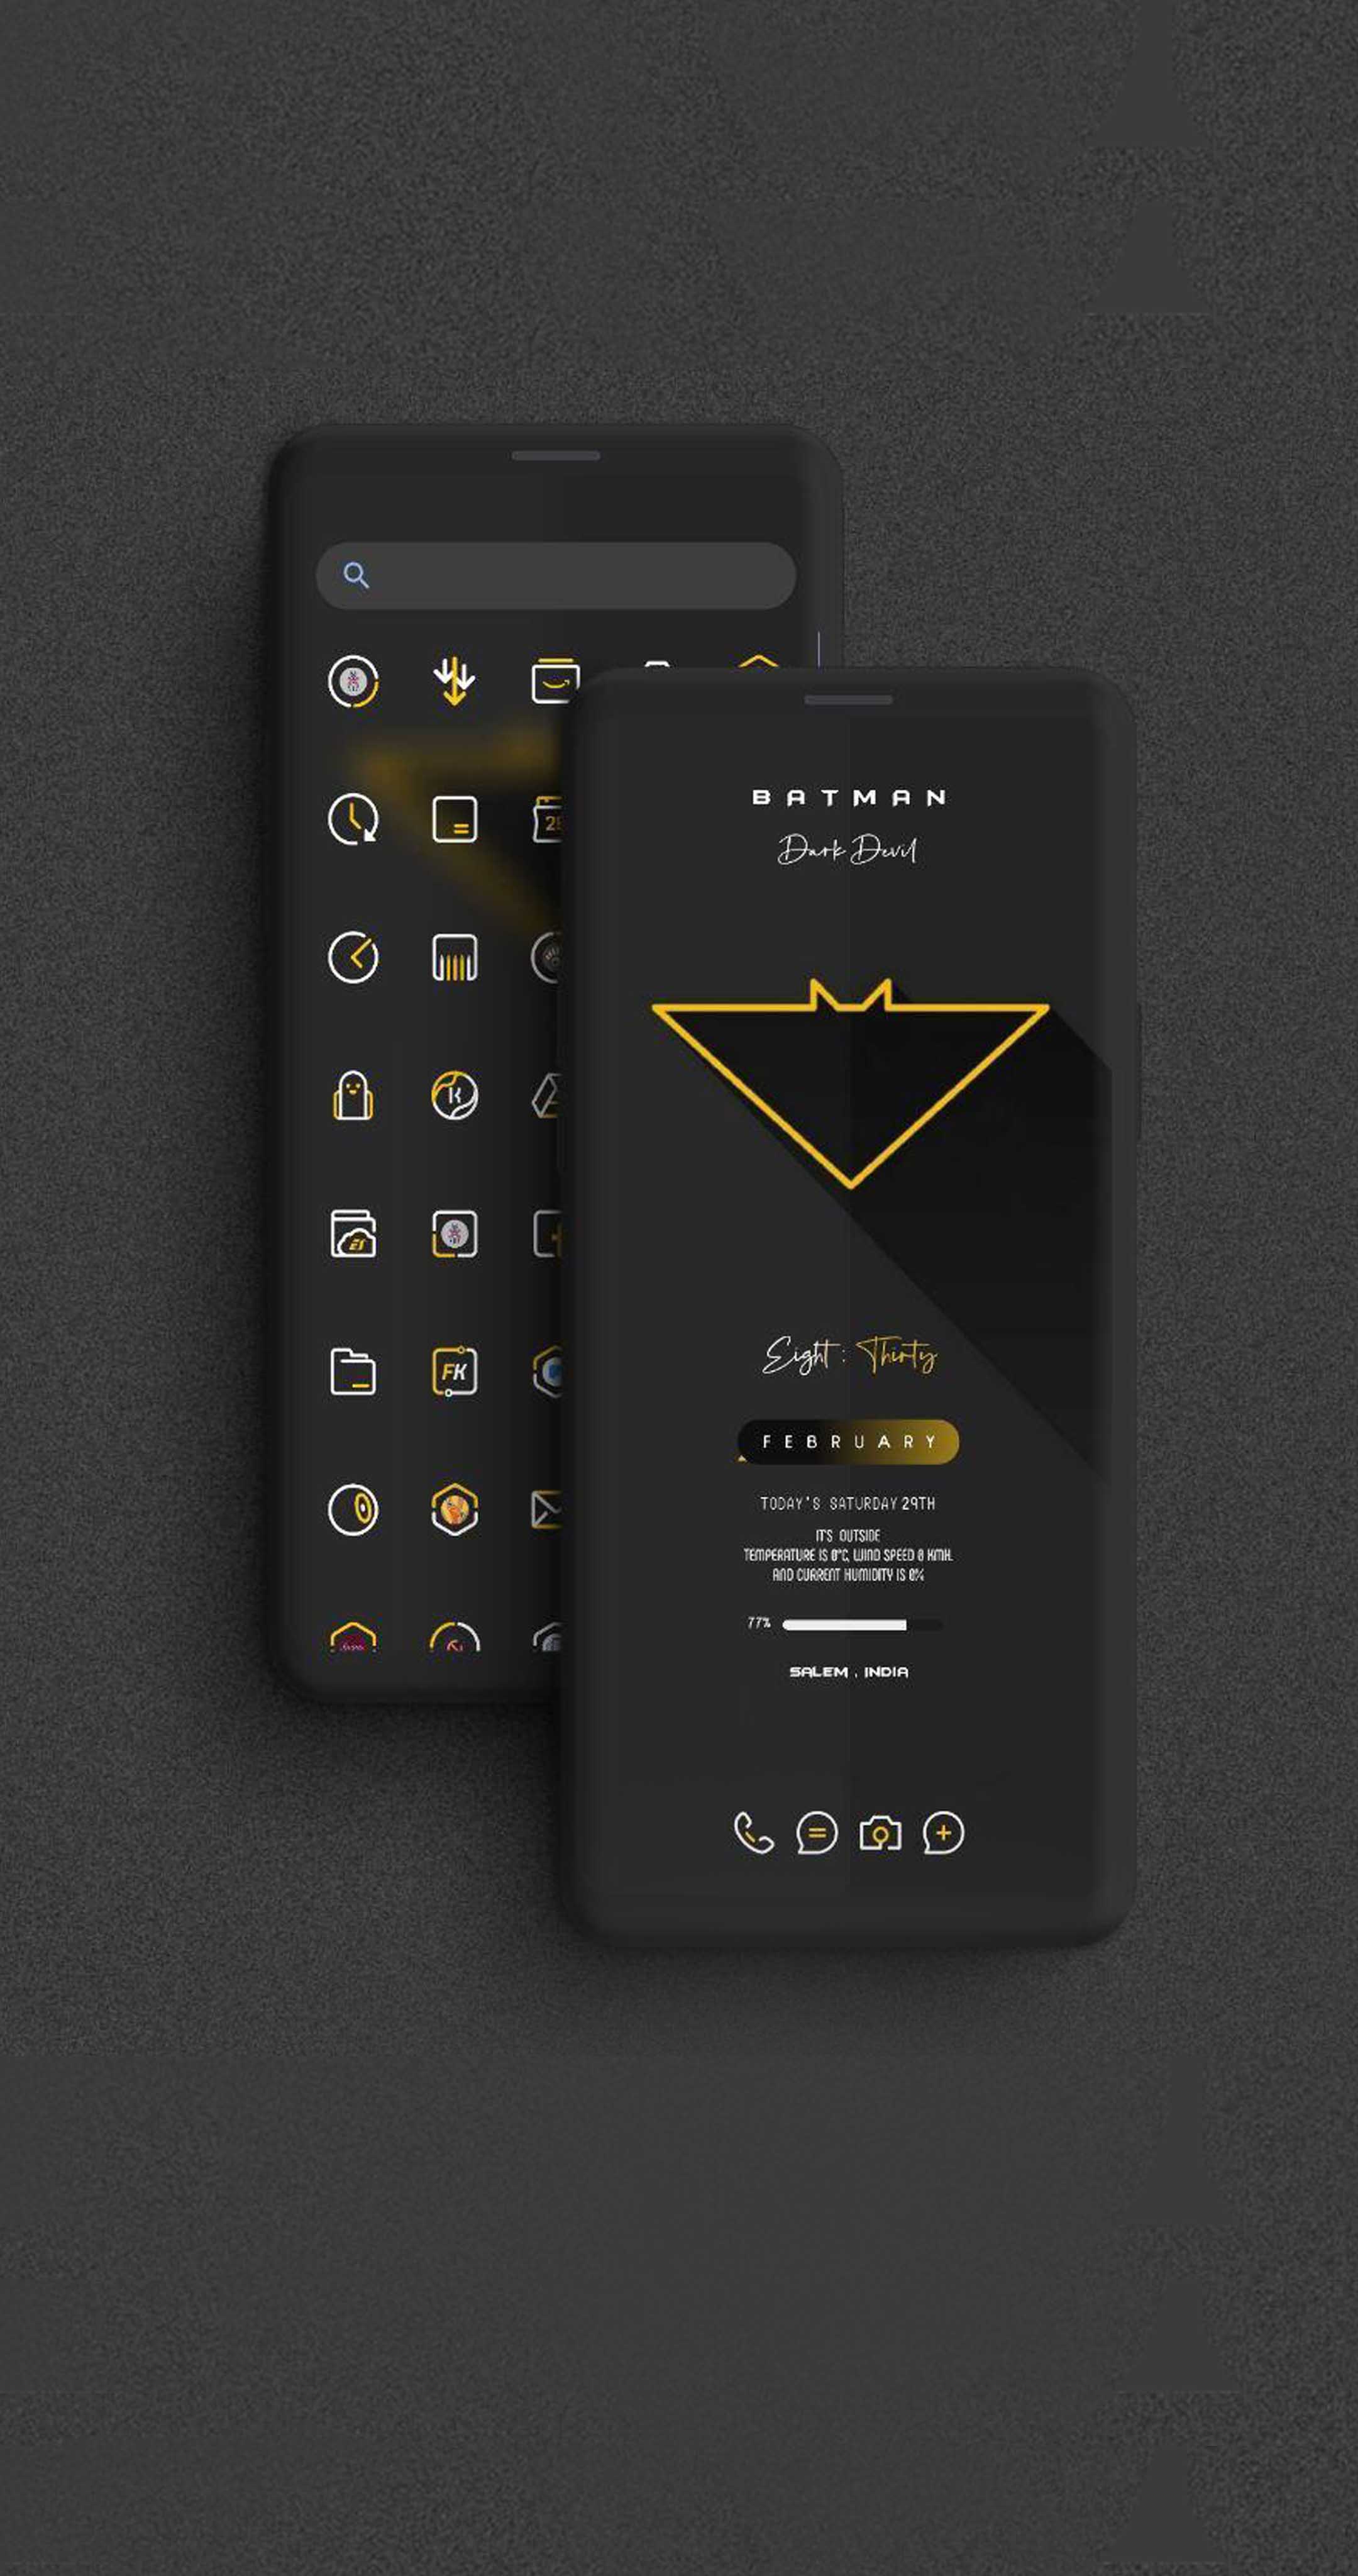 BATMAN
Dark Devil
Eight : Thirty
FEBRUARY
TODAY'S SATURDAY 29TH
IT'S OUTSIDE
TEMPERATURE IS 0°C, WIND SPEED 0 KMH.
AND CURRENT HUMIDITY IS 0%
77%
SALEM , INDIA
K
ES
FK